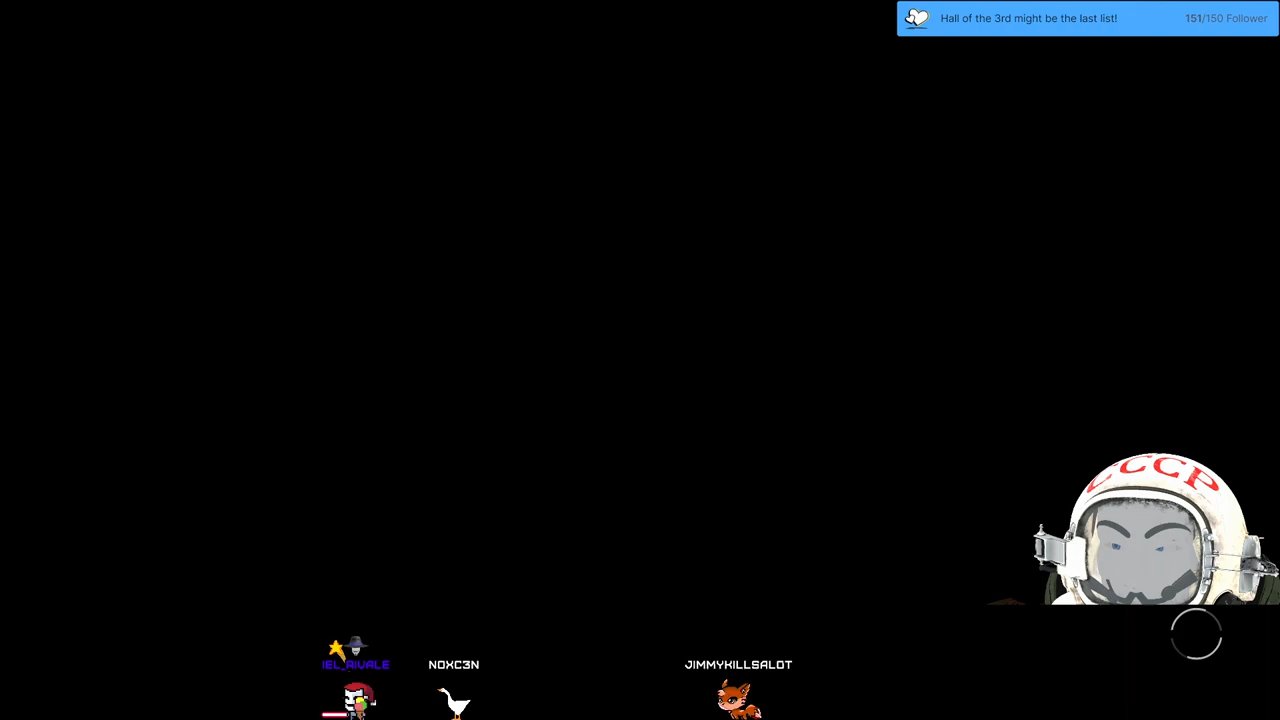 Hall of the 3rd might be the last list!
151/150 Follower
CCCP
IEL_RIVALE
NOXC3N
JIMMYKILLSALOT